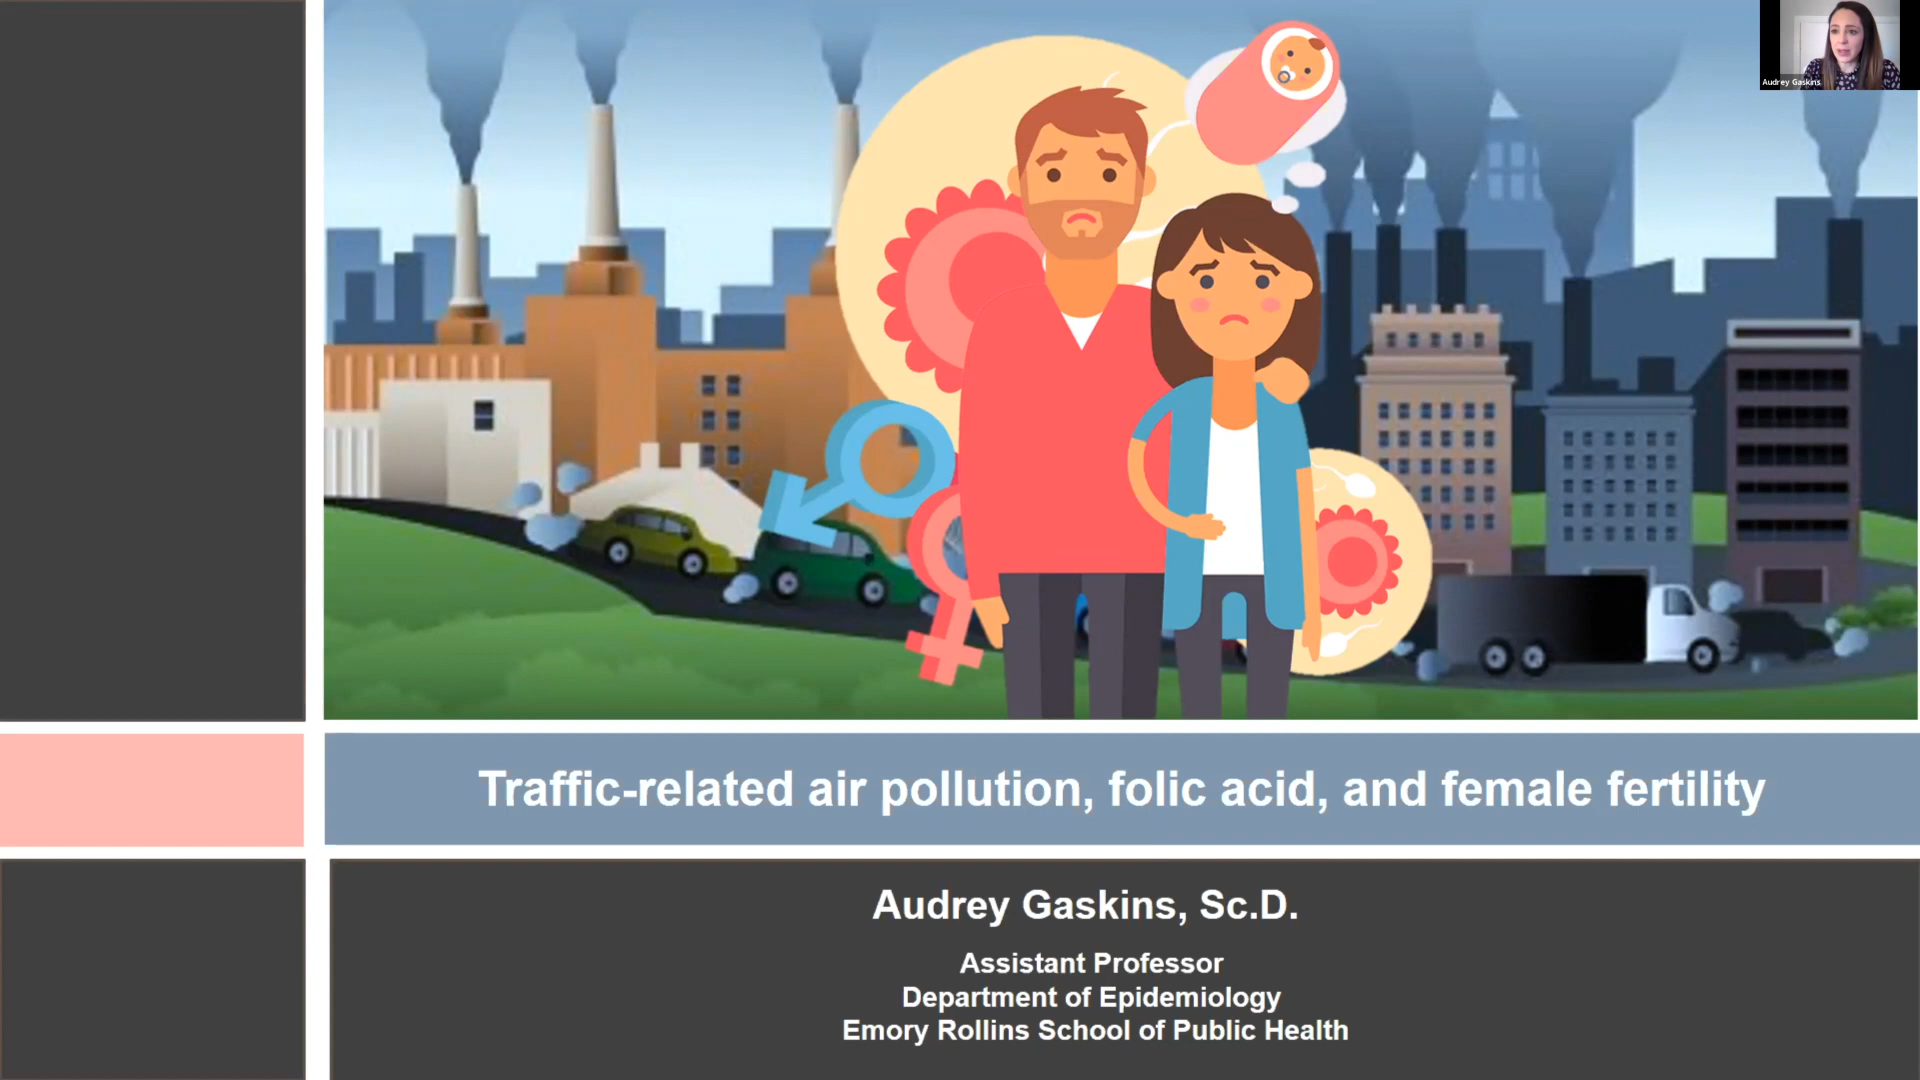 Audrey Gaskins
Traffic-related air pollution, folic acid, and female fertility
Audrey Gaskins, Sc.D.
Assistant Professor
Department of Epidemiology
Emory Rollins School of Public Health